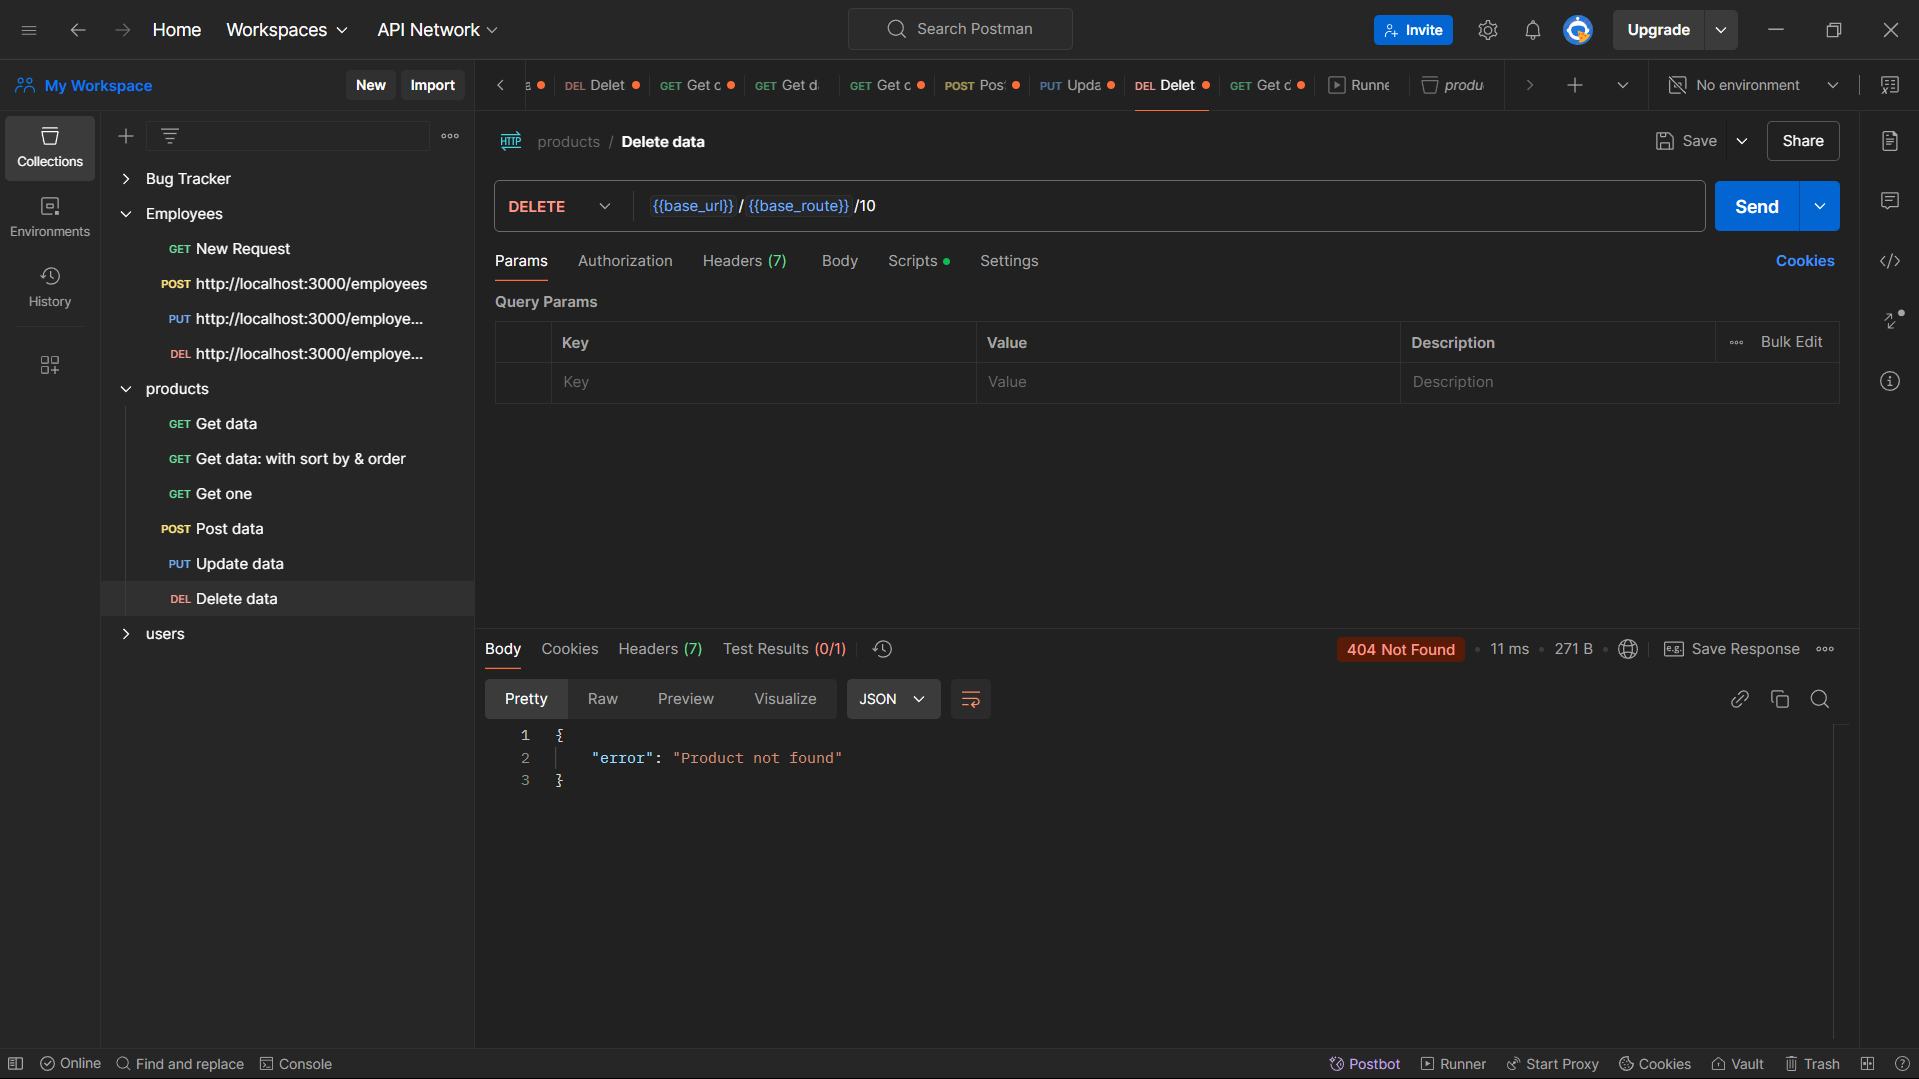 Home Workspaces API Network Search Postman Invite Upgrade
My Workspace New Import
DEL Delet GET Get c GET Get d GET Get c POST Pos PUT Upda DEL Delet GET Get c Runne produ No environment
Collections
Environments
History
Bug Tracker
Employees
GET New Request
POST http://localhost:3000/employees
PUT http://localhost:3000/employe...
DEL http://localhost:3000/employe...
products
GET Get data
GET Get data: with sort by & order
GET Get one
POST Post data
PUT Update data
DEL Delete data
users
HTTP products / Delete data Save Share
DELETE {{base_url}} / {{base_route}} /10 Send
Params Authorization Headers (7) Body Scripts Settings Cookies
Query Params
Key Value Description Bulk Edit
Key Value Description
Body Cookies Headers (7) Test Results (0/1) 404 Not Found 11 ms 271 B e.g. Save Response
Pretty Raw Preview Visualize JSON
1 {
2 "error": "Product not found"
3 }
Online Find and replace Console Postbot Runner Start Proxy Cookies Vault Trash